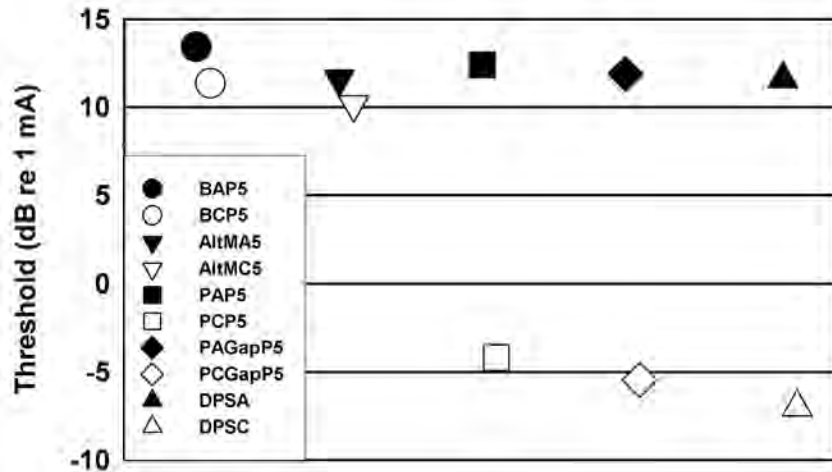 Threshold (dB re 1 mA)
15
10
5
0
-5
-10
BAP5
BCP5
AltMA5
AltMC5
PAP5
PCP5
PAGapP5
PCGapP5
DPSA
DPSC